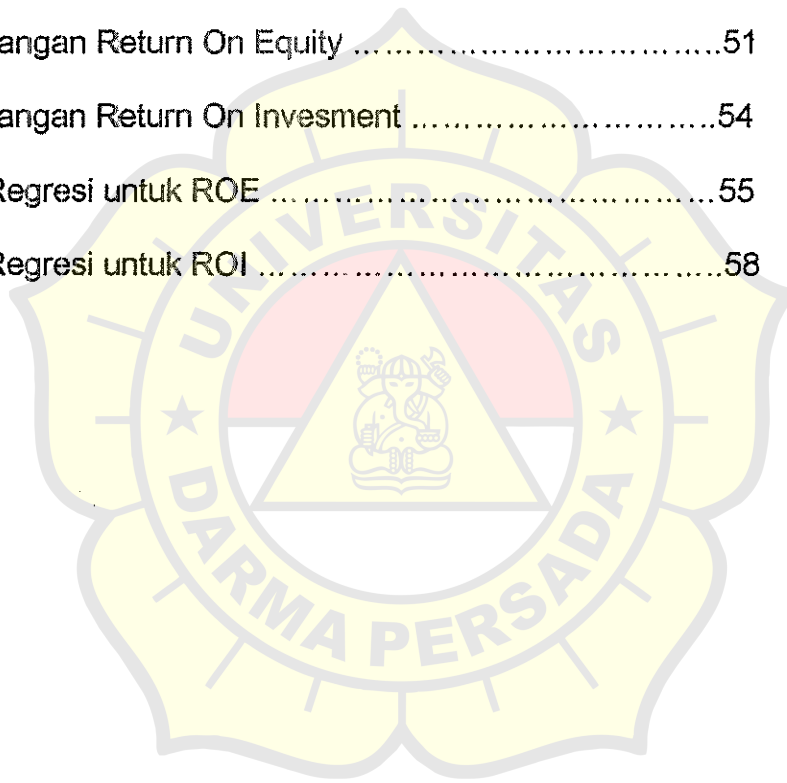 angan Return On Equity ................................51
angan Return On Invesment ..........................54
Regresi untuk ROE ......................................55
Regresi untuk ROI ........................................58
UNIVERSITAS
DARMA PERSADA